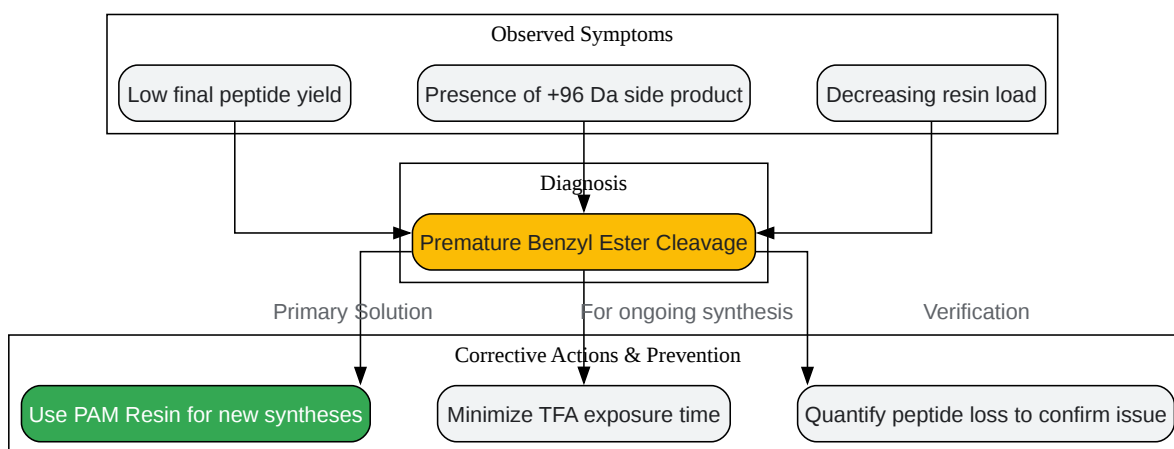 Observed Symptoms
Low final peptide yield
Presence of +96 Da side product
Decreasing resin load
Diagnosis
Premature Benzyl Ester Cleavage
Primary Solution
For ongoing synthesis
Verification
Corrective Actions & Prevention
Use PAM Resin for new syntheses
Minimize TFA exposure time
Quantify peptide loss to confirm issue